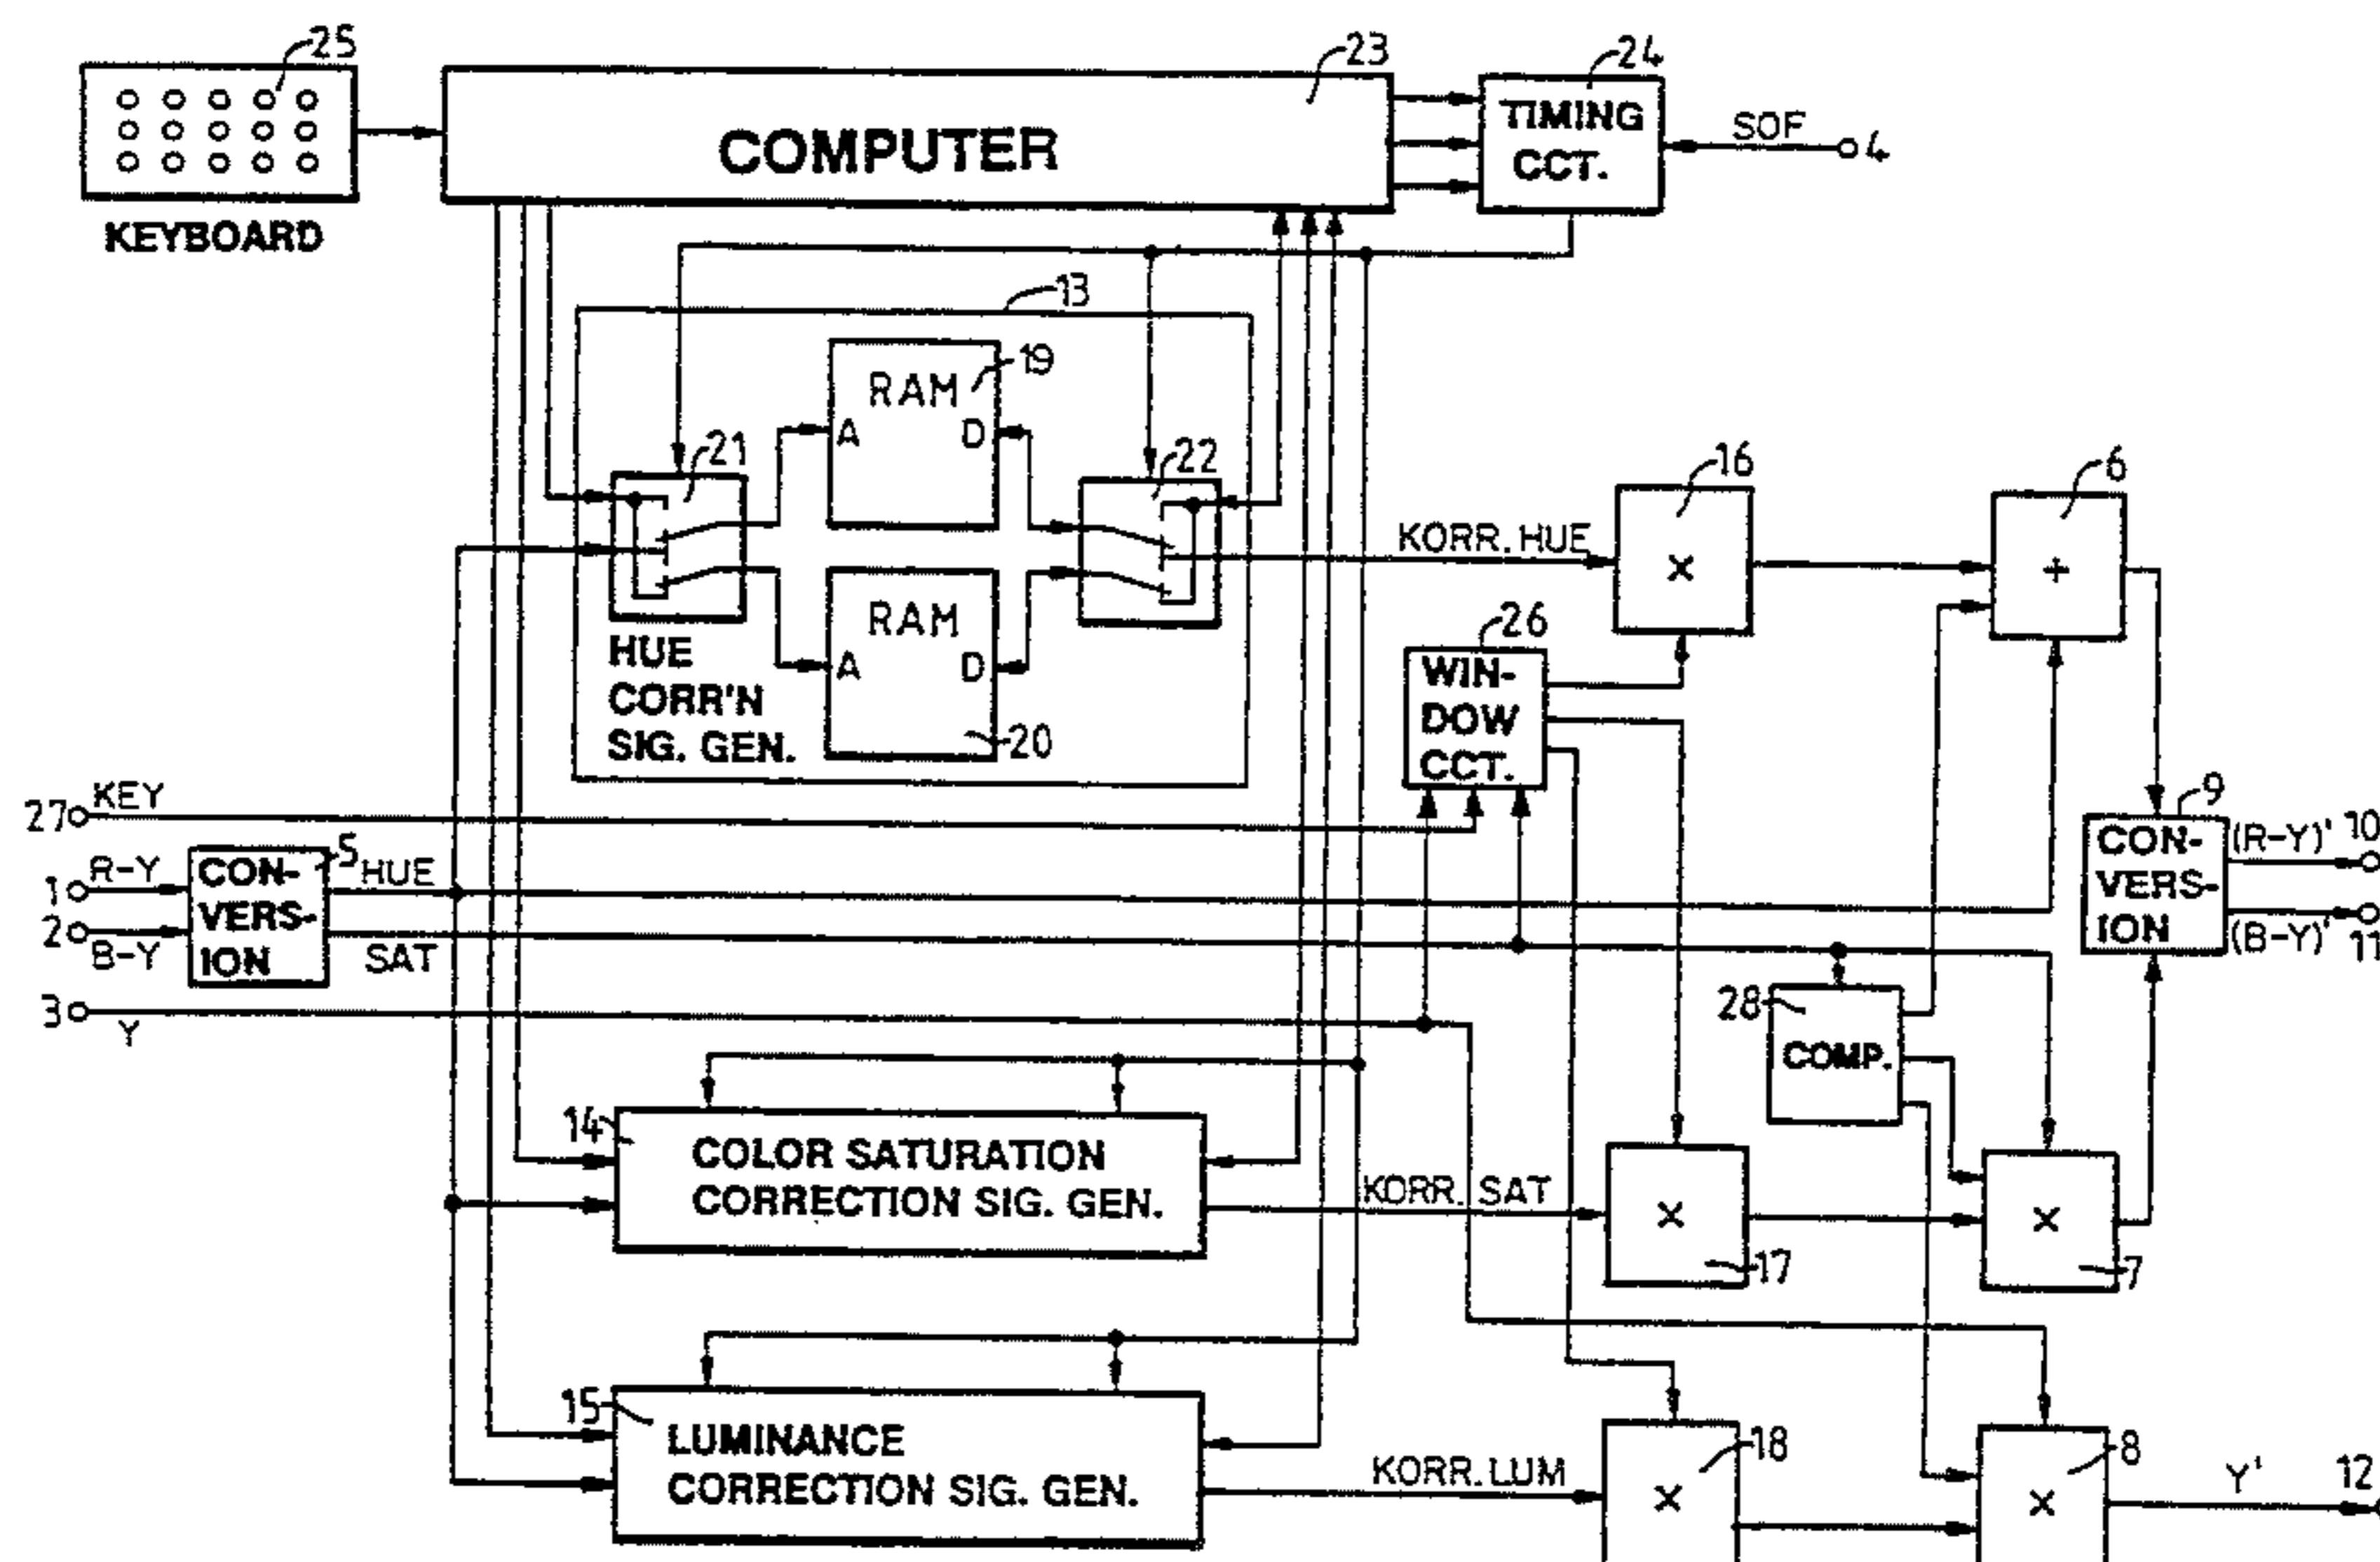 25
23
24
COMPUTER
TIMING
CCT.
SOF
4
KEYBOARD
13
RAM
19
A
D
21
22
16
6
KORR. HUE
X
+
RAM
A
D
20
HUE
CORR'N
SIG. GEN.
26
WIN-
DOW
CCT.
27
KEY
1
R-Y
2
B-Y
5
CON-
VERS-
ION
HUE
SAT
3
Y
9
CON-
VERS-
ION
(R-Y)'
10
(B-Y)'
11
28
COMP.
14
COLOR SATURATION
CORRECTION SIG. GEN.
KORR. SAT
X
17
X
7
15
LUMINANCE
CORRECTION SIG. GEN.
KORR. LUM
18
X
8
X
Y'
12